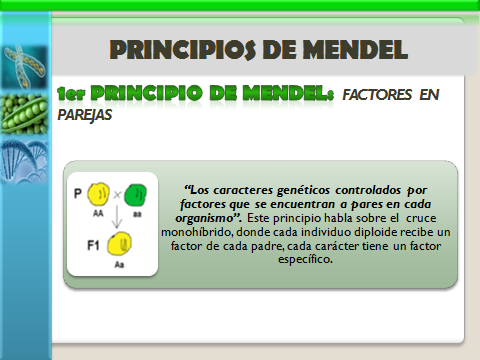 PRINCIPIOS DE MENDEL
1er PRINCIPIO DE MENDEL: FACTORES EN
PAREJAS
P
x
AA
aa
F1
Aa
“Los caracteres genéticos controlados por
factores que se encuentran a pares en cada
organismo”. Este principio habla sobre el cruce
monohíbrido, donde cada individuo diploide recibe un
factor de cada padre, cada carácter tiene un factor
específico.